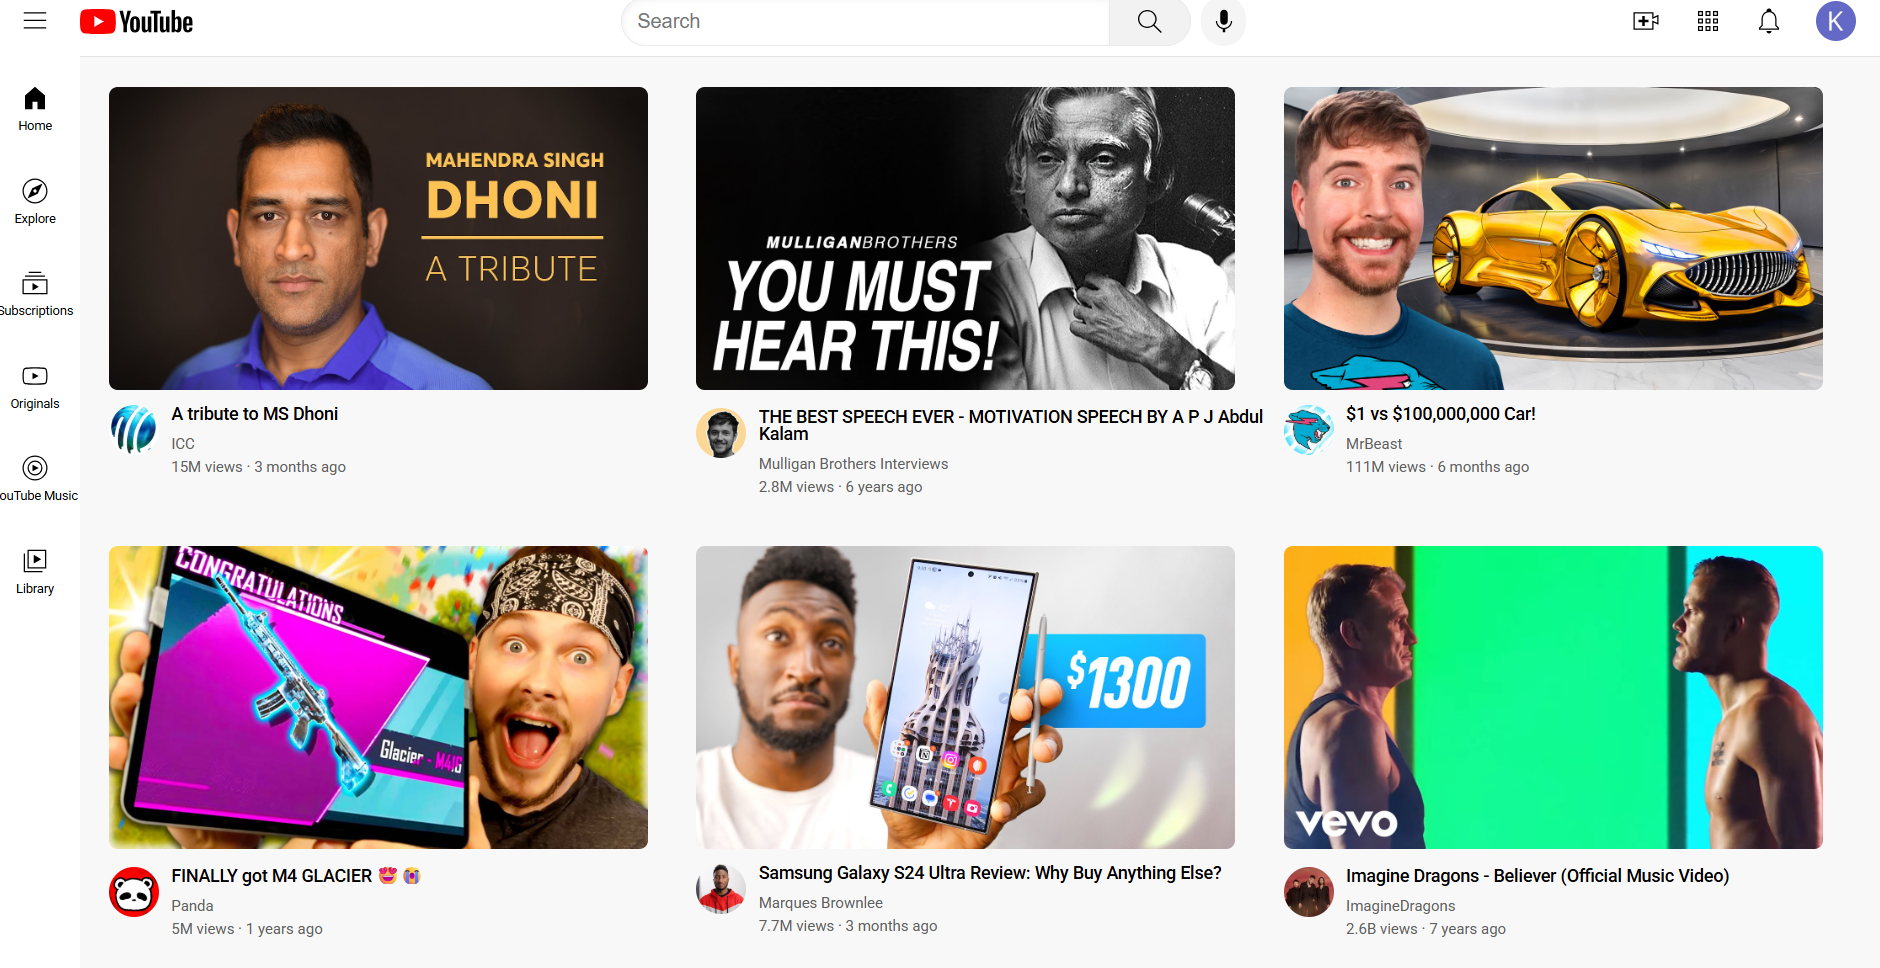 YouTube
Search
K
Home
Explore
Subscriptions
Originals
ouTube Music
Library
MAHENDRA SINGH
DHONI
A TRIBUTE
A tribute to MS Dhoni
ICC
15M views · 3 months ago
MULLIGANBROTHERS
YOU MUST
HEAR THIS!
THE BEST SPEECH EVER - MOTIVATION SPEECH BY A P J Abdul
Kalam
Mulligan Brothers Interviews
2.8M views · 6 years ago
$1 vs $100,000,000 Car!
MrBeast
111M views · 6 months ago
CONGRATULATIONS
Glacier - M416
FINALLY got M4 GLACIER 😍 😭
Panda
5M views · 1 years ago
$1300
Samsung Galaxy S24 Ultra Review: Why Buy Anything Else?
Marques Brownlee
7.7M views · 3 months ago
vevo
Imagine Dragons - Believer (Official Music Video)
ImagineDragons
2.6B views · 7 years ago